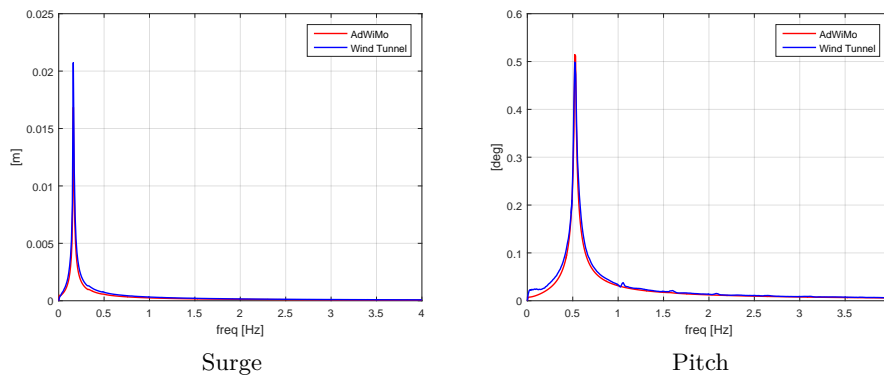 0.025
0.02
0.015
0.01
0.005
0
[m]
AdWiMo
Wind Tunnel
0 0.5 1 1.5 2 2.5 3 3.5 4
freq [Hz]
Surge
0.6
0.5
0.4
0.3
0.2
0.1
0
[deg]
AdWiMo
Wind Tunnel
0 0.5 1 1.5 2 2.5 3 3.5
freq [Hz]
Pitch